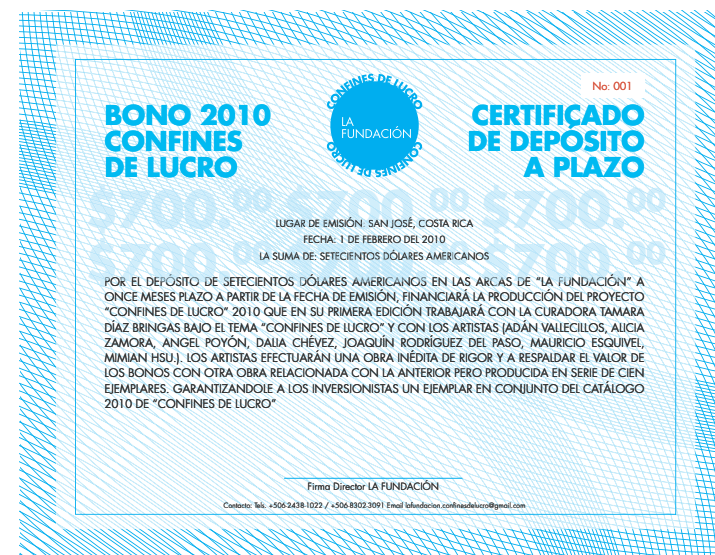 No: 001
BONO 2010
CONFINES
DE LUCRO
CONFINES DE LUCRO
LA
FUNDACIÓN
CONFINES DE LUCRO
CERTIFICADO
DE DEPÓSITO
A PLAZO
$700.00 $700.00 $700.00
LUGAR DE EMISIÓN: SAN JOSÉ, COSTA RICA
FECHA: 1 DE FEBRERO DEL 2010
LA SUMA DE: SETECIENTOS DÓLARES AMERICANOS
$700.00 $700.00 $700.00
POR EL DEPÓSITO DE SETECIENTOS DÓLARES AMERICANOS EN LAS ARCAS DE “LA FUNDACIÓN” A
ONCE MESES PLAZO A PARTIR DE LA FECHA DE EMISIÓN, FINANCIARÁ LA PRODUCCIÓN DEL PROYECTO
“CONFINES DE LUCRO” 2010 QUE EN SU PRIMERA EDICIÓN TRABAJARÁ CON LA CURADORA TAMARA
DÍAZ BRINGAS BAJO EL TEMA “CONFINES DE LUCRO” Y CON LOS ARTISTAS (ADÁN VALLECILLOS, ALICIA
ZAMORA, ANGEL POYÓN, DALIA CHÉVEZ, JOAQUÍN RODRÍGUEZ DEL PASO, MAURICIO ESQUIVEL,
MIMIAN HSU.). LOS ARTISTAS EFECTUARÁN UNA OBRA INÉDITA DE RIGOR Y A RESPALDAR EL VALOR DE
LOS BONOS CON OTRA OBRA RELACIONADA CON LA ANTERIOR PERO PRODUCIDA EN SERIE DE CIEN
EJEMPLARES. GARANTIZANDOLE A LOS INVERSIONISTAS UN EJEMPLAR EN CONJUNTO DEL CATÁLOGO
2010 DE “CONFINES DE LUCRO”
Firma Director LA FUNDACIÓN
Contacto: Tels. +506-2438-1022 / +506-8302-3091 Email lafundacion.confinesdelucro@gmail.com